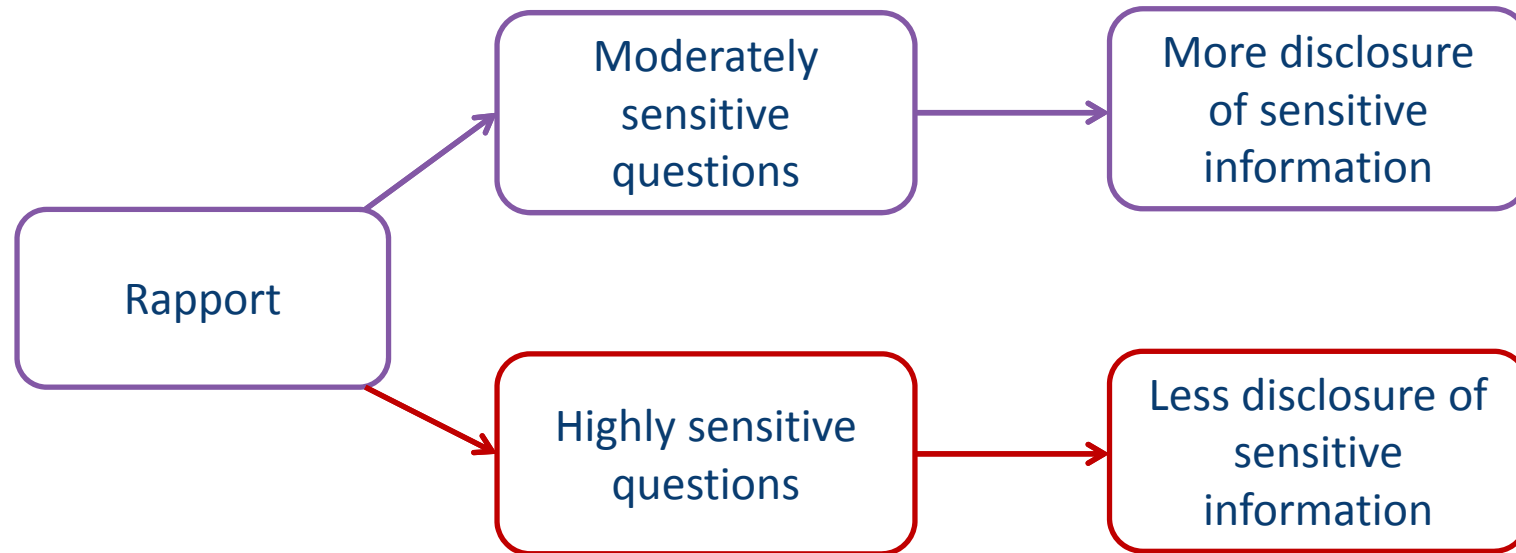 Moderately
sensitive
questions
More disclosure
of sensitive
information
Rapport
Highly sensitive
questions
Less disclosure of
sensitive
information